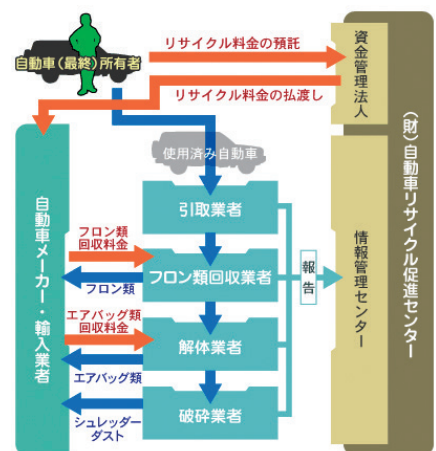 自動車(最終)所有者
リサイクル料金の預託
リサイクル料金の払渡し
資金管理法人
(財)自動車リサイクル促進センター
使用済み自動車
引取業者
自動車メーカー・輸入業者
フロン類
回収料金
フロン類回収業者
フロン類
報告
情報管理センター
エアバッグ類
回収料金
解体業者
エアバッグ類
シュレッダー
ダスト
破砕業者